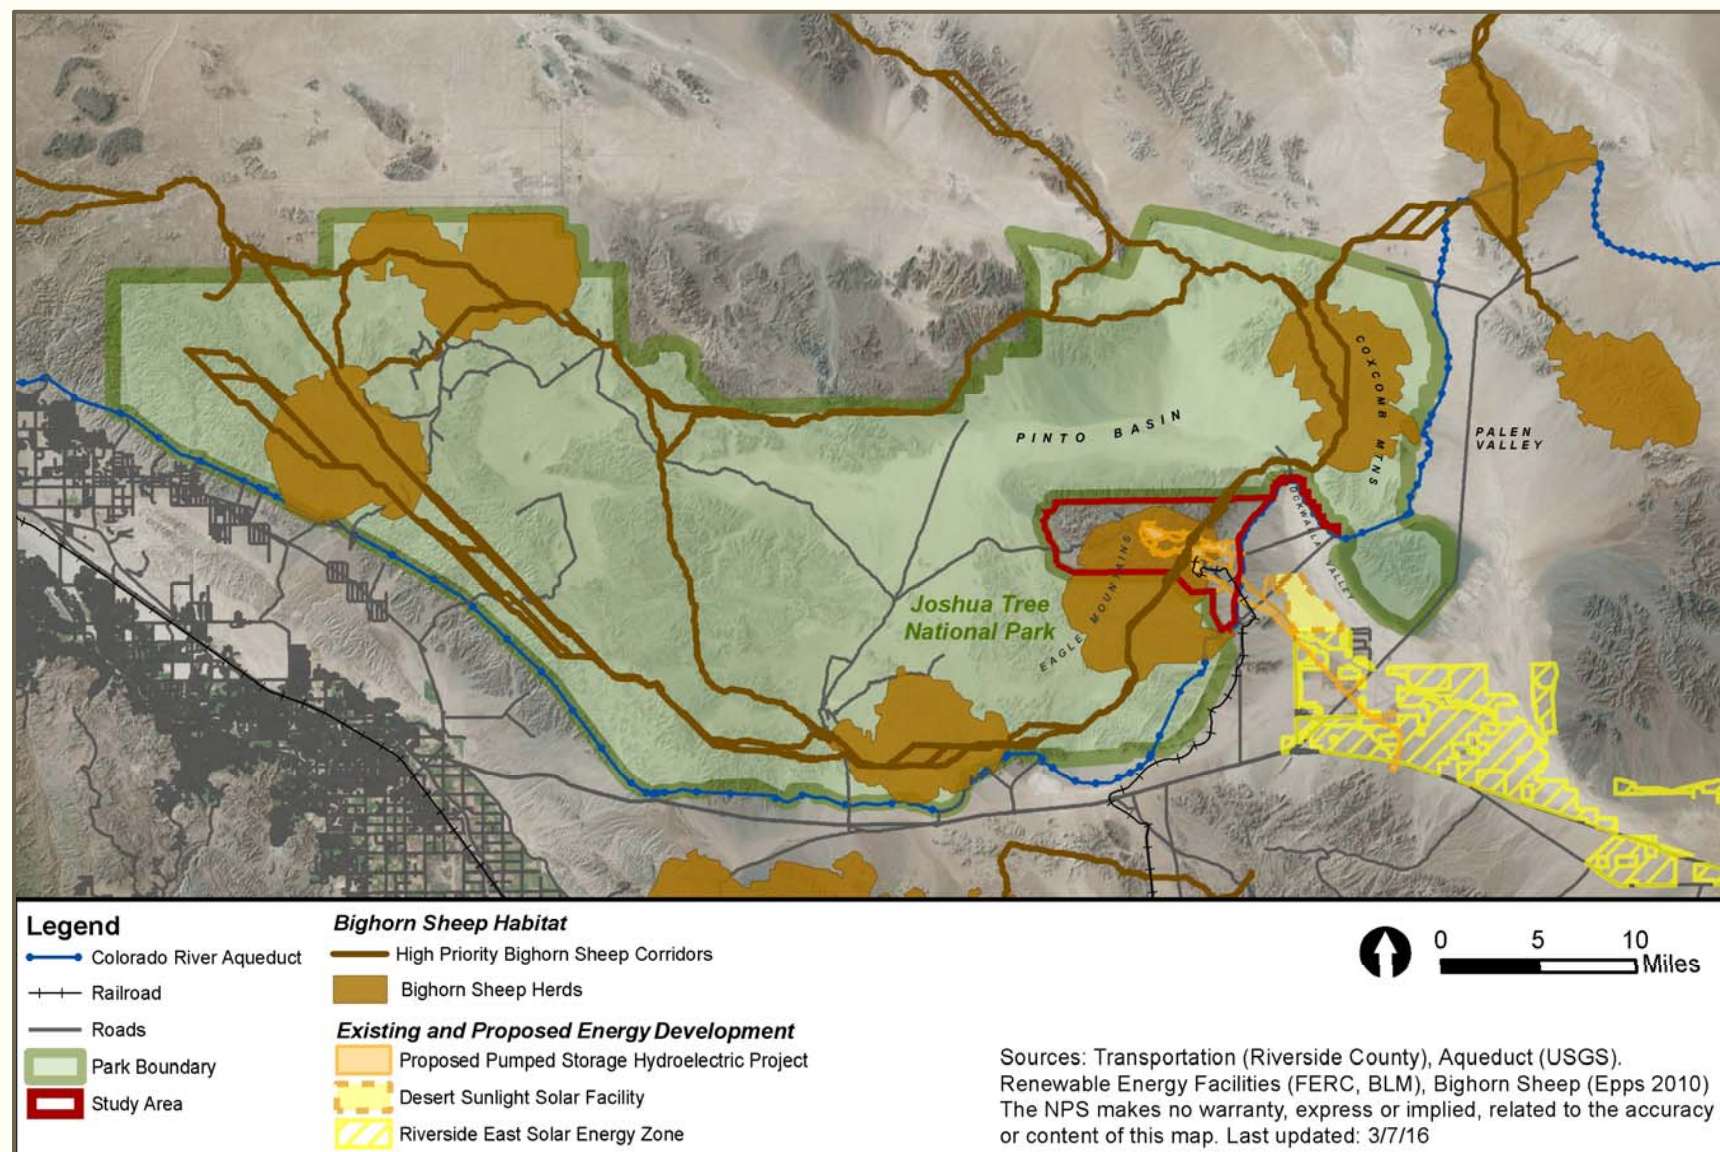 COXCOMB MTNS
PINTO BASIN
PALEN
VALLEY
VALLEY
EAGLE MOUNTAINS
Joshua Tree
National Park
Legend
Colorado River Aqueduct
Railroad
Roads
Park Boundary
Study Area
Bighorn Sheep Habitat
High Priority Bighorn Sheep Corridors
Bighorn Sheep Herds
Existing and Proposed Energy Development
Proposed Pumped Storage Hydroelectric Project
Desert Sunlight Solar Facility
Riverside East Solar Energy Zone
0 5 10
Miles
Sources: Transportation (Riverside County), Aqueduct (USGS).
Renewable Energy Facilities (FERC, BLM), Bighorn Sheep (Epps 2010)
The NPS makes no warranty, express or implied, related to the accuracy
or content of this map. Last updated: 3/7/16